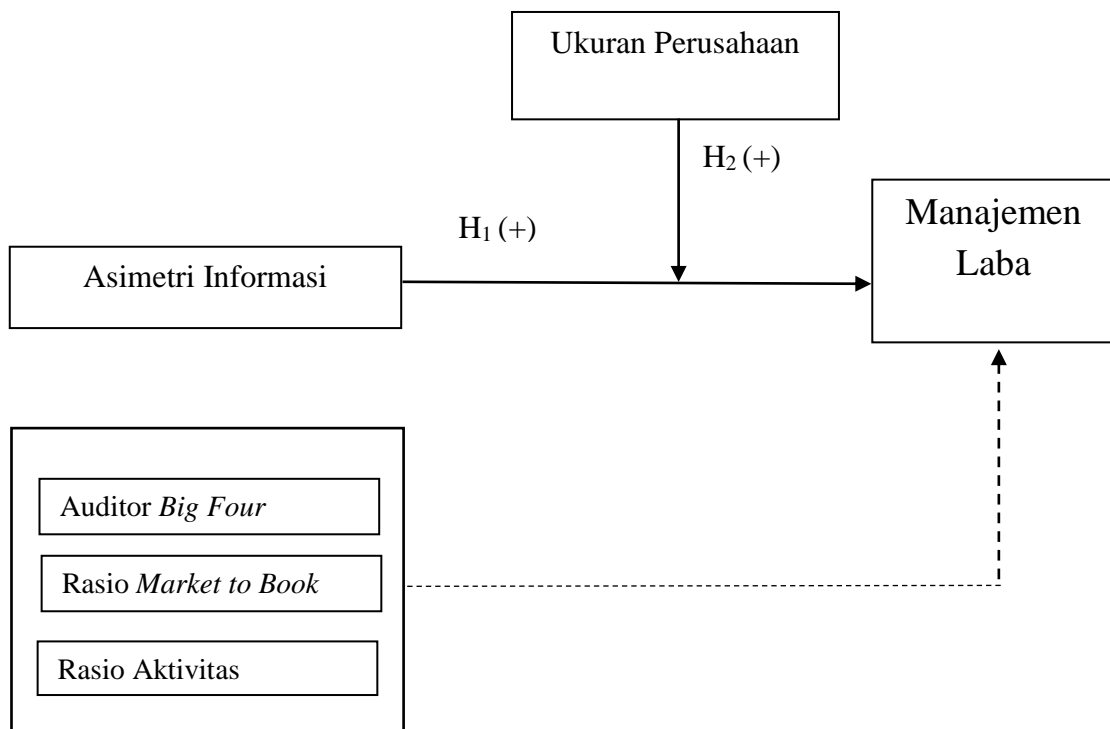 Ukuran Perusahaan
H₂ (+)
Manajemen
Laba
H₁ (+)
Asimetri Informasi
Auditor Big Four
Rasio Market to Book
Rasio Aktivitas